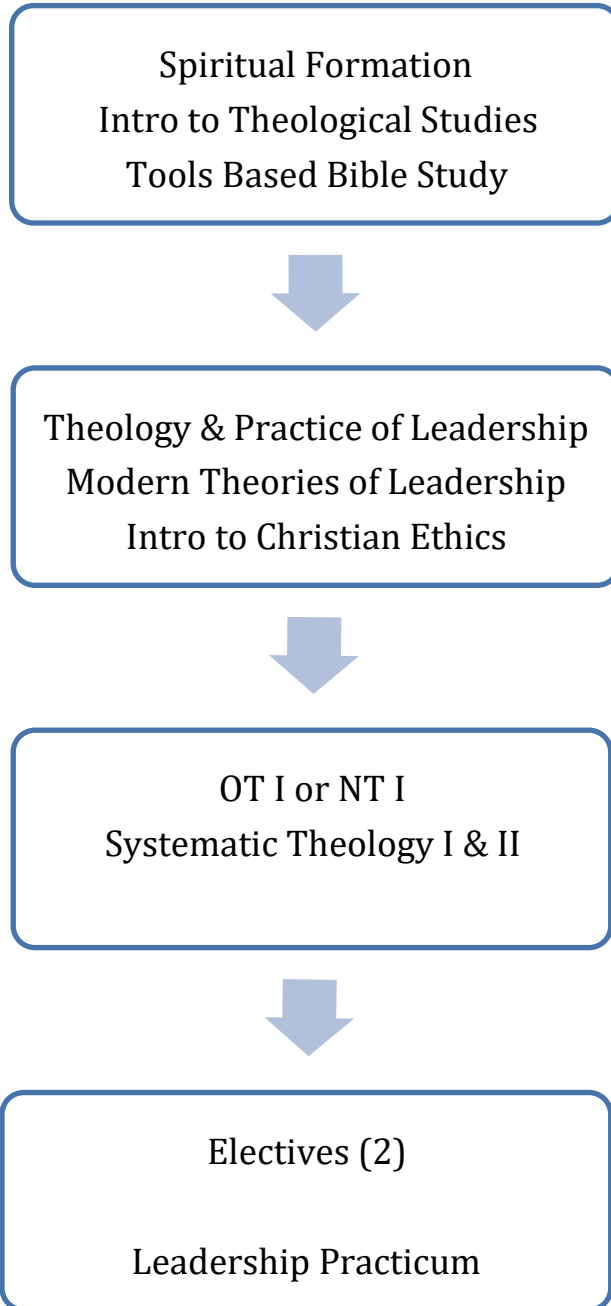 Spiritual Formation
Intro to Theological Studies
Tools Based Bible Study
Theology & Practice of Leadership
Modern Theories of Leadership
Intro to Christian Ethics
OT I or NT I
Systematic Theology I & II
Electives (2)
Leadership Practicum